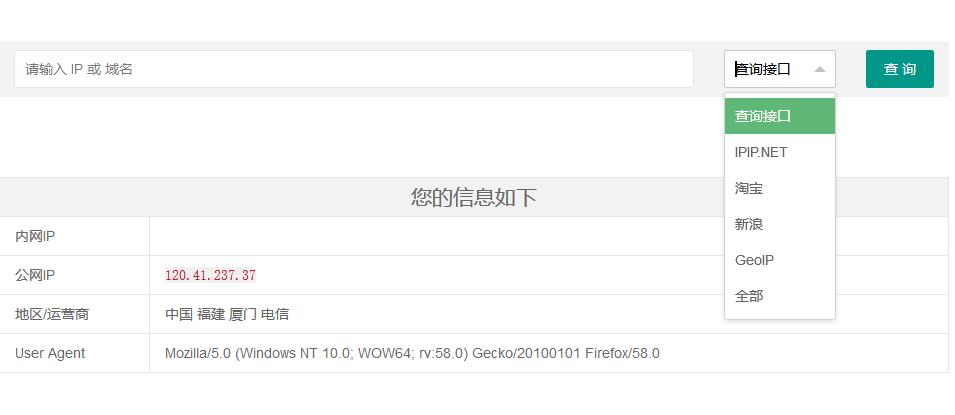 请输入 IP 或 域名
查询接口
查 询
查询接口
IPIP.NET
淘宝
新浪
GeoIP
全部
您的信息如下
内网IP
公网IP 120.41.237.37
地区/运营商 中国 福建 厦门 电信
User Agent Mozilla/5.0 (Windows NT 10.0; WOW64; rv:58.0) Gecko/20100101 Firefox/58.0